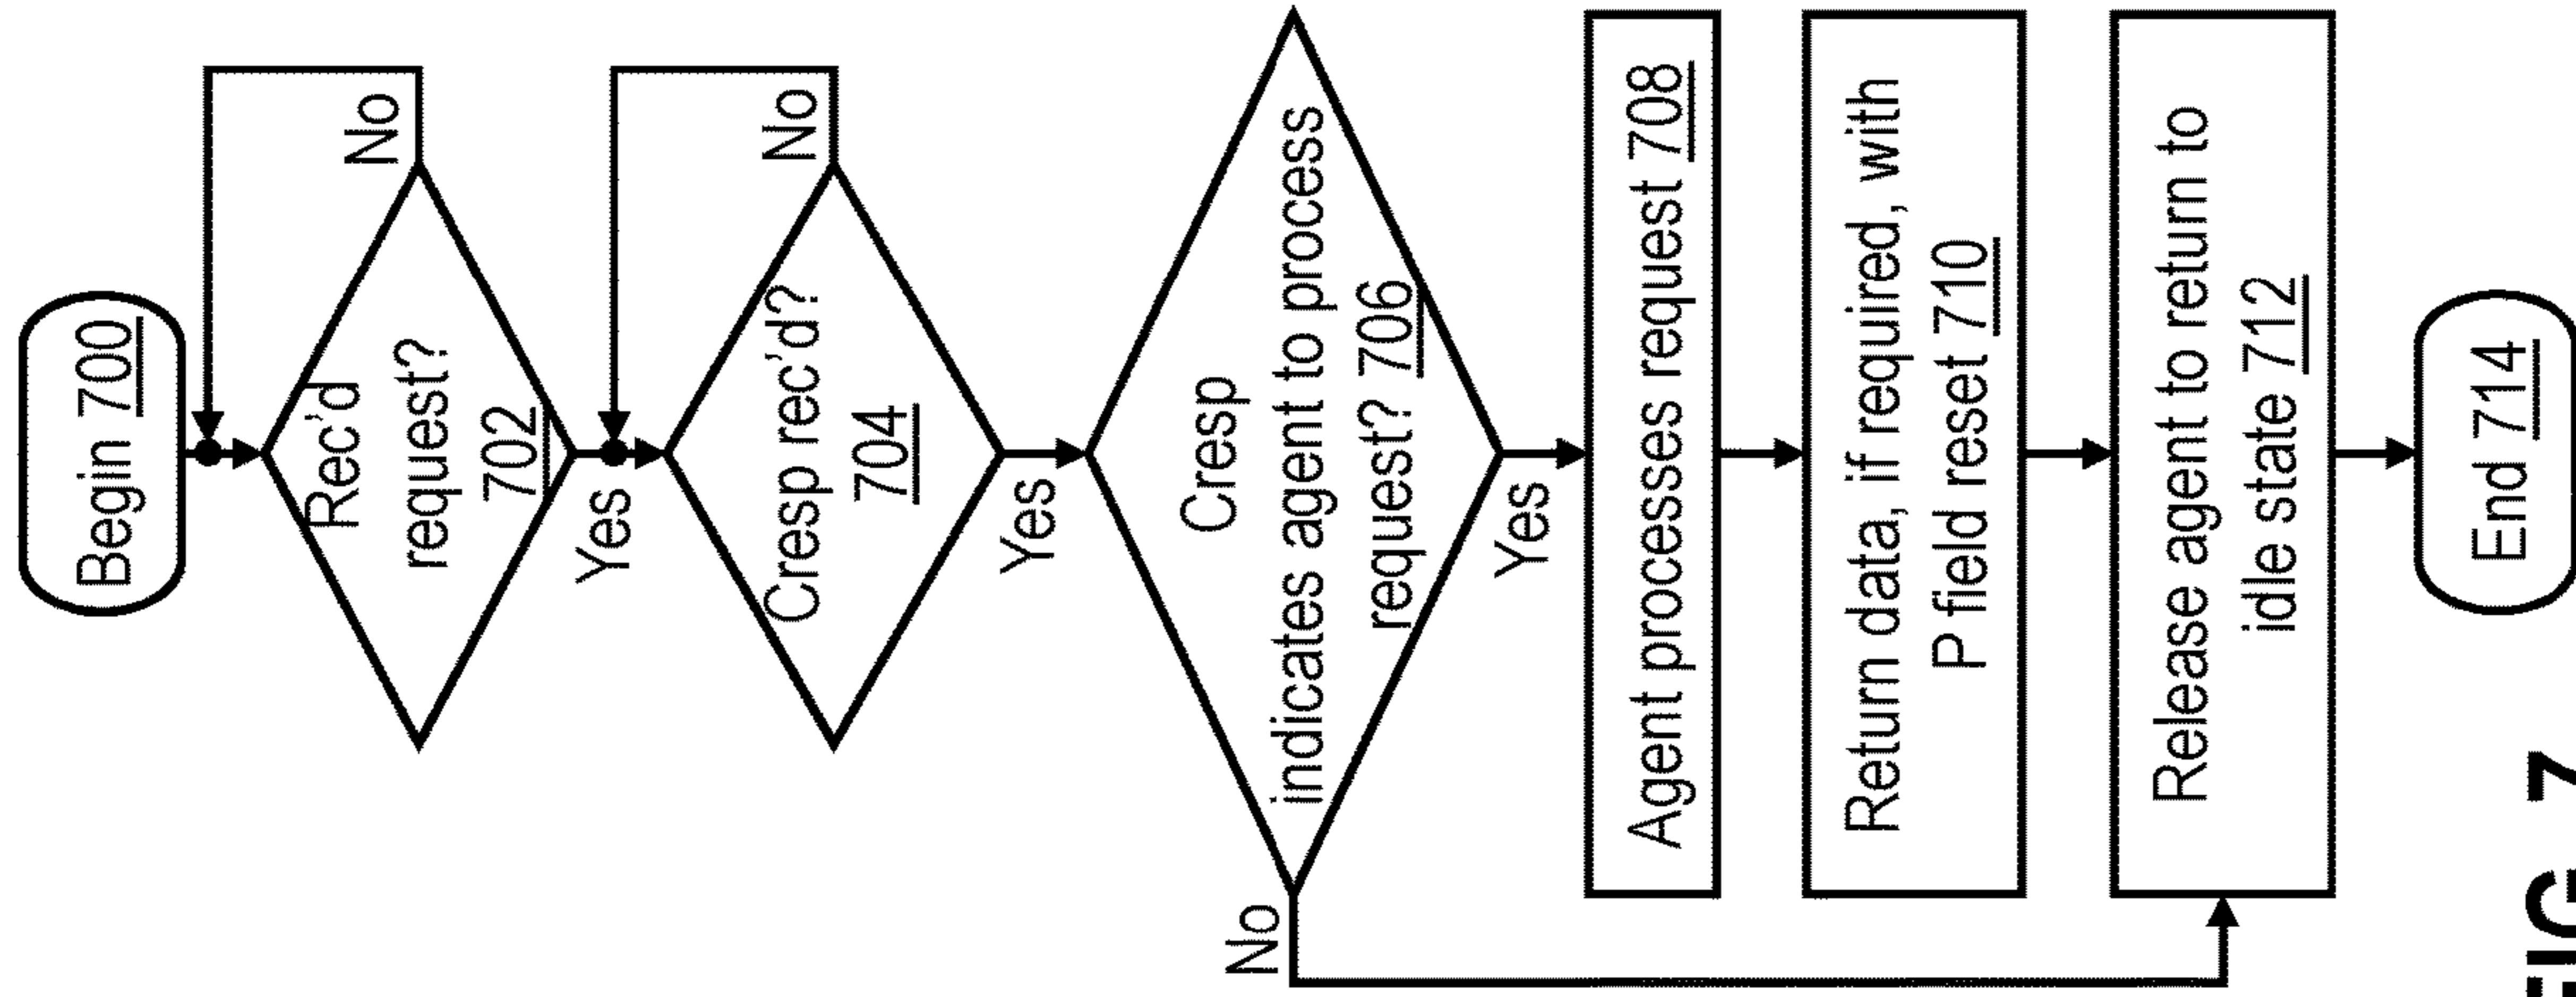 Begin 700
Rec'd
request?
702
No
Yes
Cresp rec'd?
704
No
Yes
Cresp
indicates agent to process
request? 706
No
Yes
Agent processes request 708
Return data, if required, with
P field reset 710
Release agent to return to
idle state 712
End 714
FIG. 7